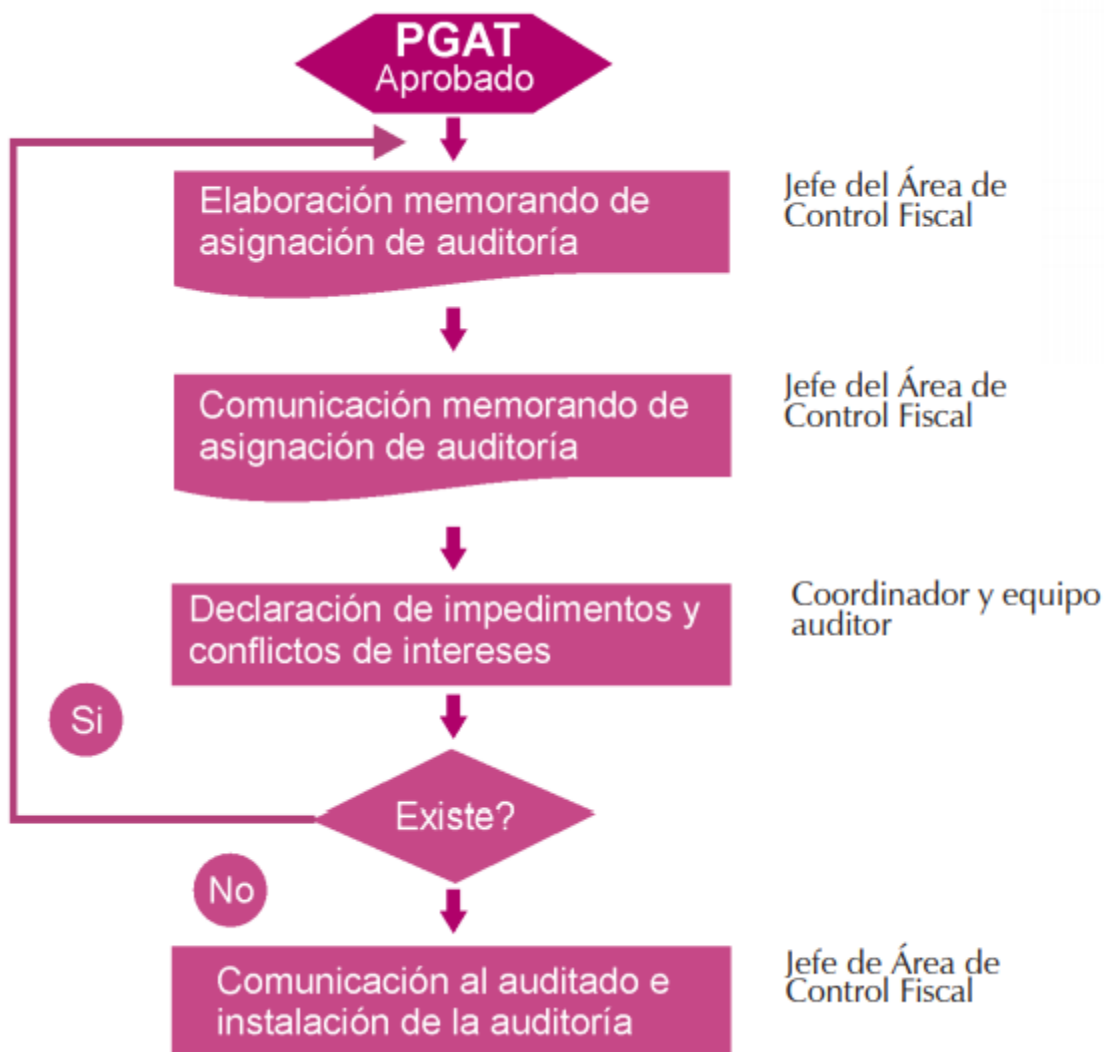 PGAT
Aprobado
Elaboración memorando de
asignación de auditoría
Jefe del Área de
Control Fiscal
Comunicación memorando de
asignación de auditoría
Jefe del Área de
Control Fiscal
Declaración de impedimentos y
conflictos de intereses
Coordinador y equipo
auditor
Si
Existe?
No
Comunicación al auditado e
instalación de la auditoría
Jefe de Área de
Control Fiscal